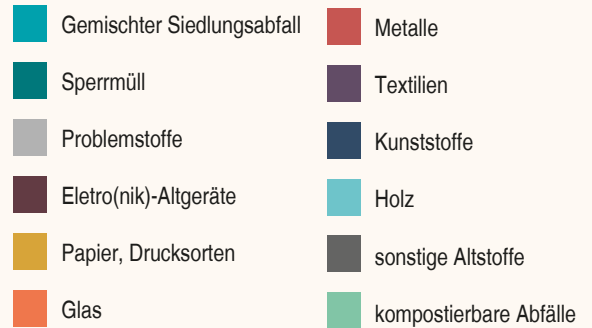 Gemischter Siedlungsabfall
Sperrmüll
Problemstoffe
Eletro(nik)-Altgeräte
Papier, Drucksorten
Glas
Metalle
Textilien
Kunststoffe
Holz
sonstige Altstoffe
kompostierbare Abfälle